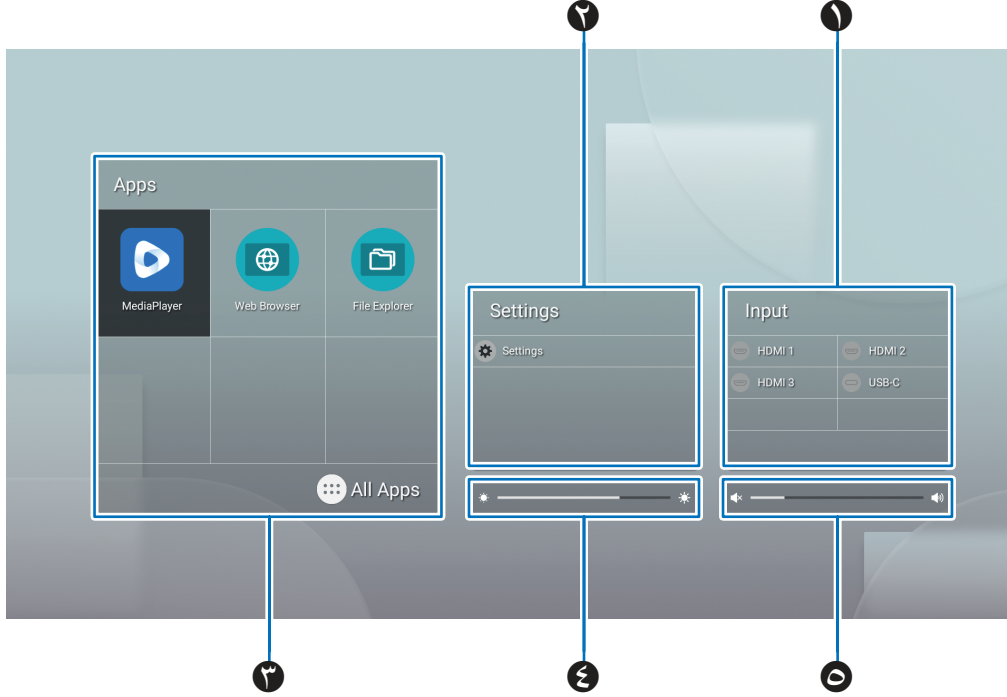 ٢ ١
Apps
MediaPlayer
Web Browser
File Explorer
All Apps
Settings
Settings
Input
HDMI 1
HDMI 2
HDMI 3
USB-C
٣ ٤ ٥